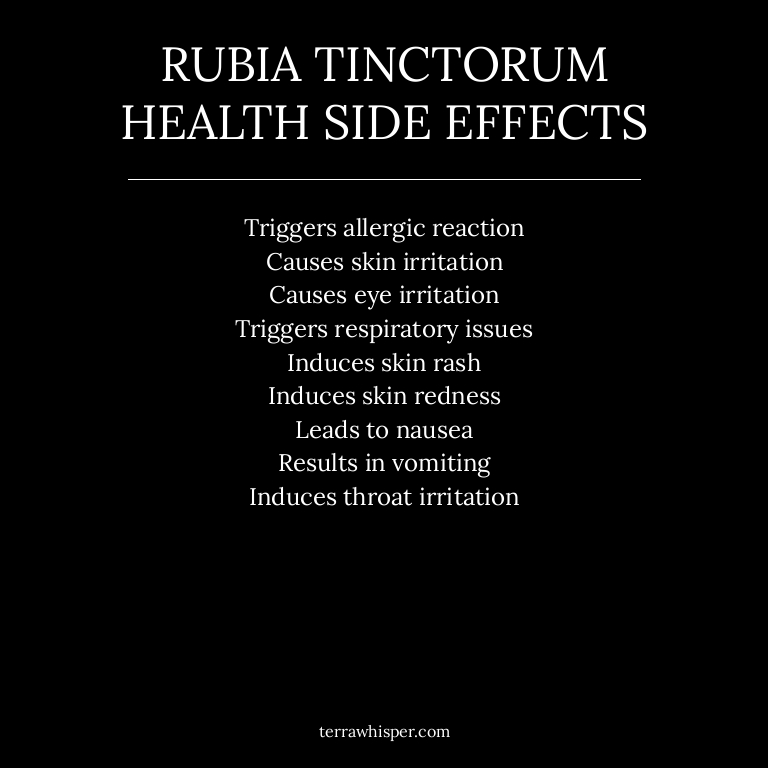 RUBIA TINCTORUM
HEALTH SIDE EFFECTS
Triggers allergic reaction
Causes skin irritation
Causes eye irritation
Triggers respiratory issues
Induces skin rash
Induces skin redness
Leads to nausea
Results in vomiting
Induces throat irritation
terrawhisper.com